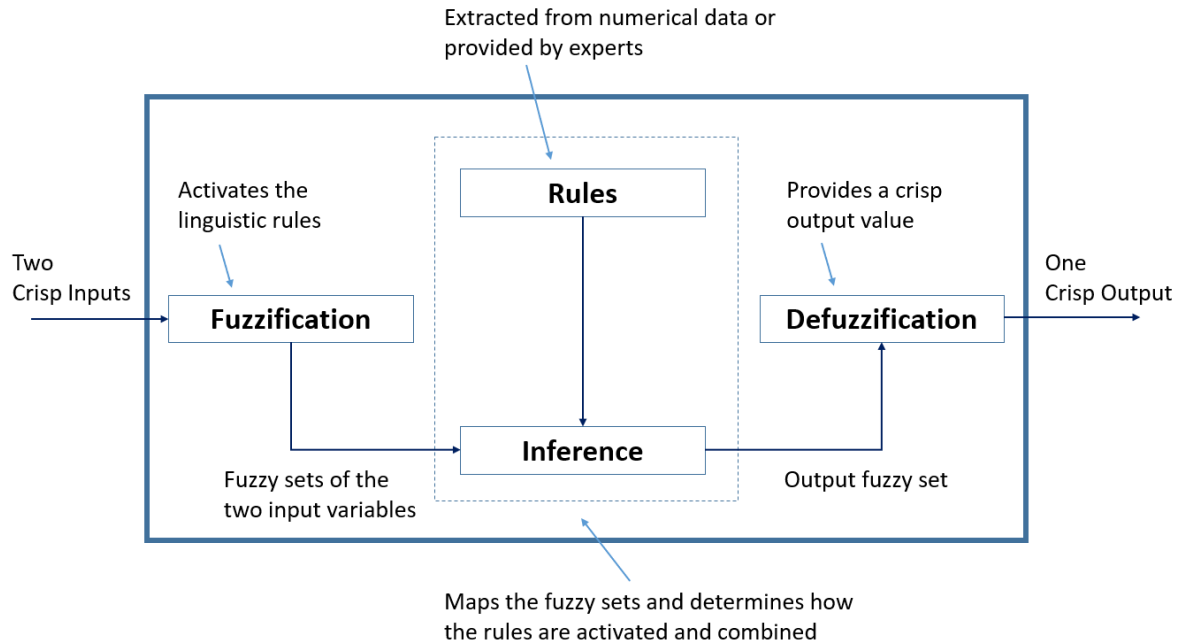 Extracted from numerical data or
provided by experts
Activates the
linguistic rules
Rules
Provides a crisp
output value
Two
Crisp Inputs
One
Crisp Output
Fuzzification
Defuzzification
Inference
Fuzzy sets of the
two input variables
Output fuzzy set
Maps the fuzzy sets and determines how
the rules are activated and combined